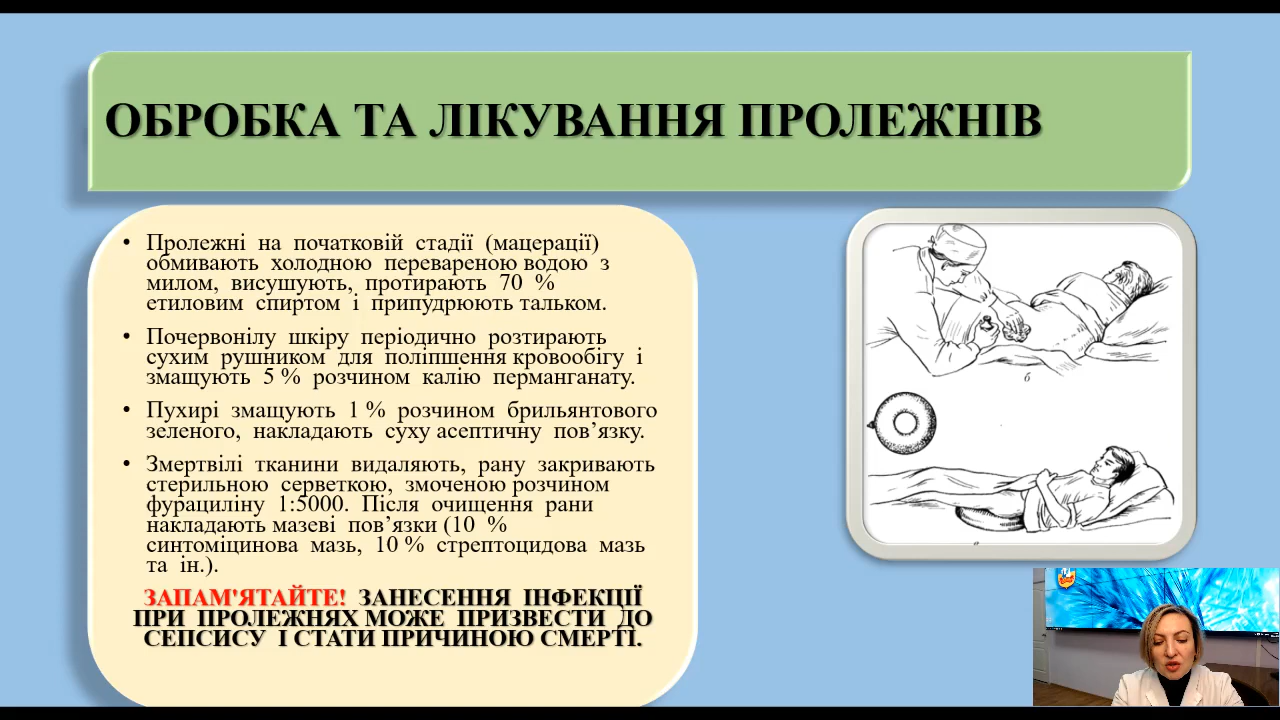 ОБРОБКА ТА ЛІКУВАННЯ ПРОЛЕЖНІВ
• Пролежні на початковій стадії (мацерації)
обмивають холодною перевареною водою з
милом, висушують, протирають 70 %
етиловим спиртом і припудрюють тальком.
• Почервонілу шкіру періодично розтирають
сухим рушником для поліпшення кровообігу і
змащують 5 % розчином калію перманганату.
• Пухирі змащують 1 % розчином брильянтового
зеленого, накладають суху асептичну пов’язку.
• Змертвілі тканини видаляють, рану закривають
стерильною серветкою, змоченою розчином
фурациліну 1:5000. Після очищення рани
накладають мазеві пов’язки (10 %
синтоміцинова мазь, 10 % стрептоцидова мазь
та ін.).
ЗАПАМ'ЯТАЙТЕ! ЗАНЕСЕННЯ ІНФЕКЦІЇ
ПРИ ПРОЛЕЖНЯХ МОЖЕ ПРИЗВЕСТИ ДО
СЕПСИСУ І СТАТИ ПРИЧИНОЮ СМЕРТІ.
б